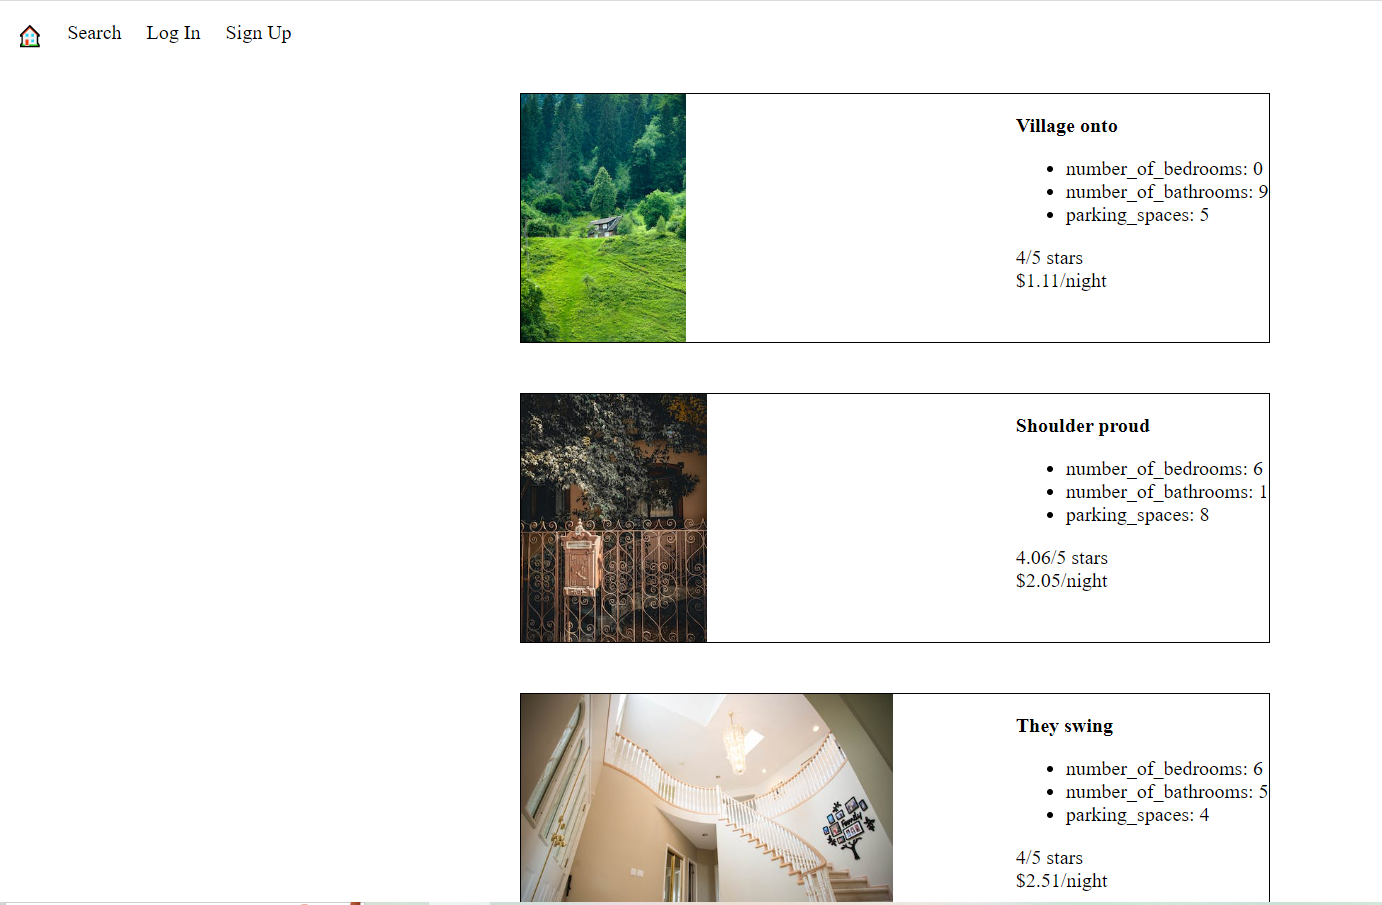 Search Log In Sign Up
Village onto
number_of_bedrooms: 0
number_of_bathrooms: 9
parking_spaces: 5
4/5 stars
$1.11/night
Shoulder proud
number_of_bedrooms: 6
number_of_bathrooms: 1
parking_spaces: 8
4.06/5 stars
$2.05/night
They swing
number_of_bedrooms: 6
number_of_bathrooms: 5
parking_spaces: 4
family
4/5 stars
$2.51/night